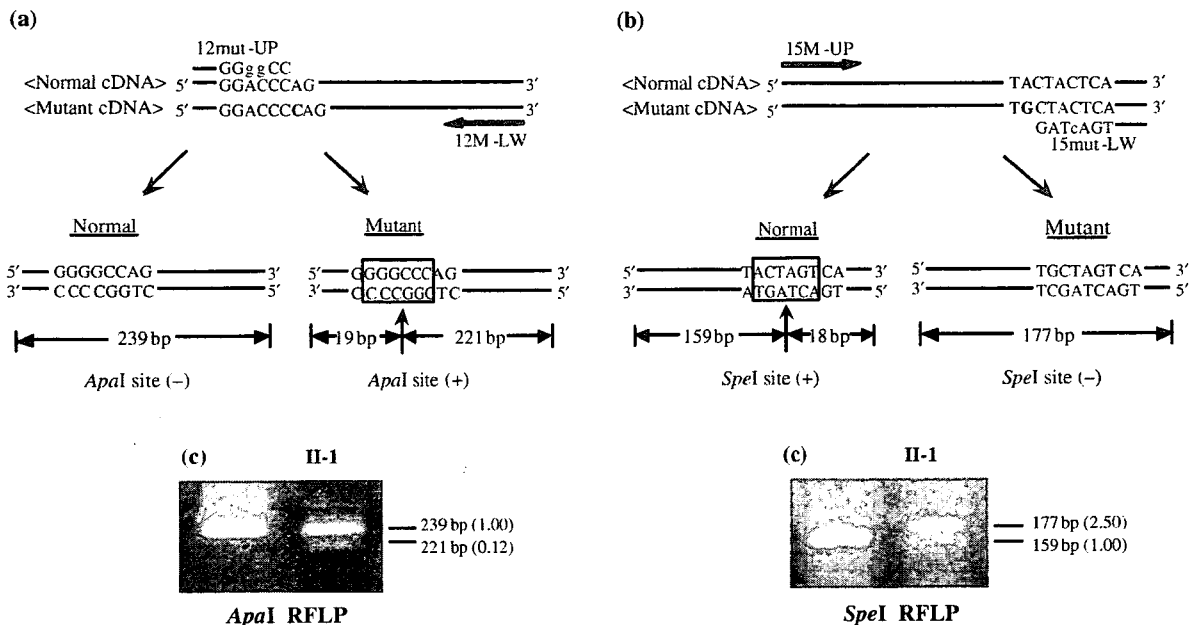 (a)
12mut-UP
GGggCC
<Normal cDNA> 5′ GGACCCAG 3′
<Mutant cDNA> 5′ GGACCCCAG 3′
12M-LW
Normal
5′ GGGGCCAG 3′
3′ CCCCGGTC 5′
239 bp
ApaI site (−)
Mutant
5′ GGGGCCCAG 3′
3′ CCCCGGGTC 5′
19 bp 221 bp
ApaI site (+)
(b)
15M-UP
<Normal cDNA> 5′ TACTACTCA 3′
<Mutant cDNA> 5′ TGCTACTCA 3′
GATcAGT
15mut-LW
Normal
5′ TACTAGTCA 3′
3′ ATGATCAGT 5′
159 bp 18 bp
SpeI site (+)
Mutant
5′ TGCTAGTCA 3′
3′ TCGATCAGT 5′
177 bp
SpeI site (−)
(c) II-1
239 bp (1.00)
221 bp (0.12)
ApaI RFLP
(c) II-1
177 bp (2.50)
159 bp (1.00)
SpeI RFLP